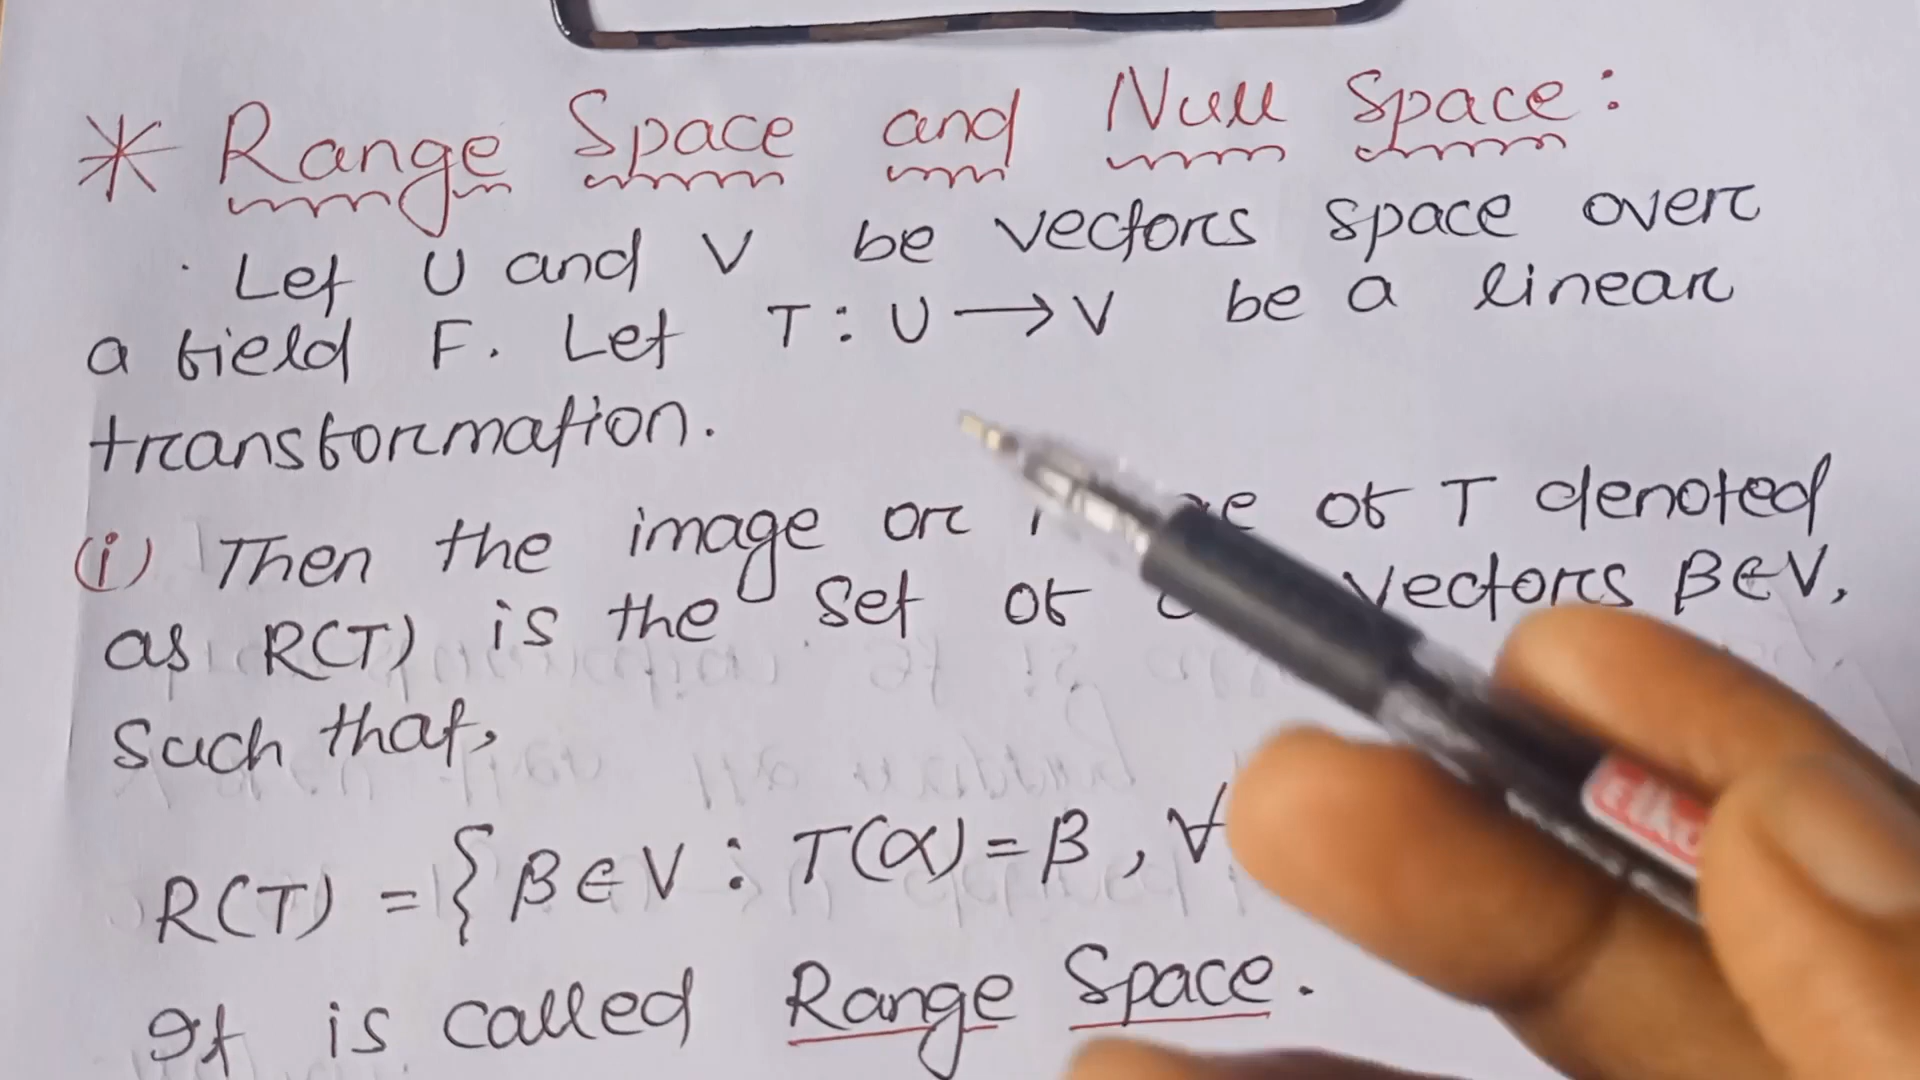 * Range Space and Null Space:
Let U and V be vectors space over
a field F. Let T : U → V be a linear
transformation.
(i) Then the image or of T denoted
as R(T) is the set of vectors β∈V,
such that,
R(T) = { β∈V : T(α) = β , ∀
It is called Range Space.